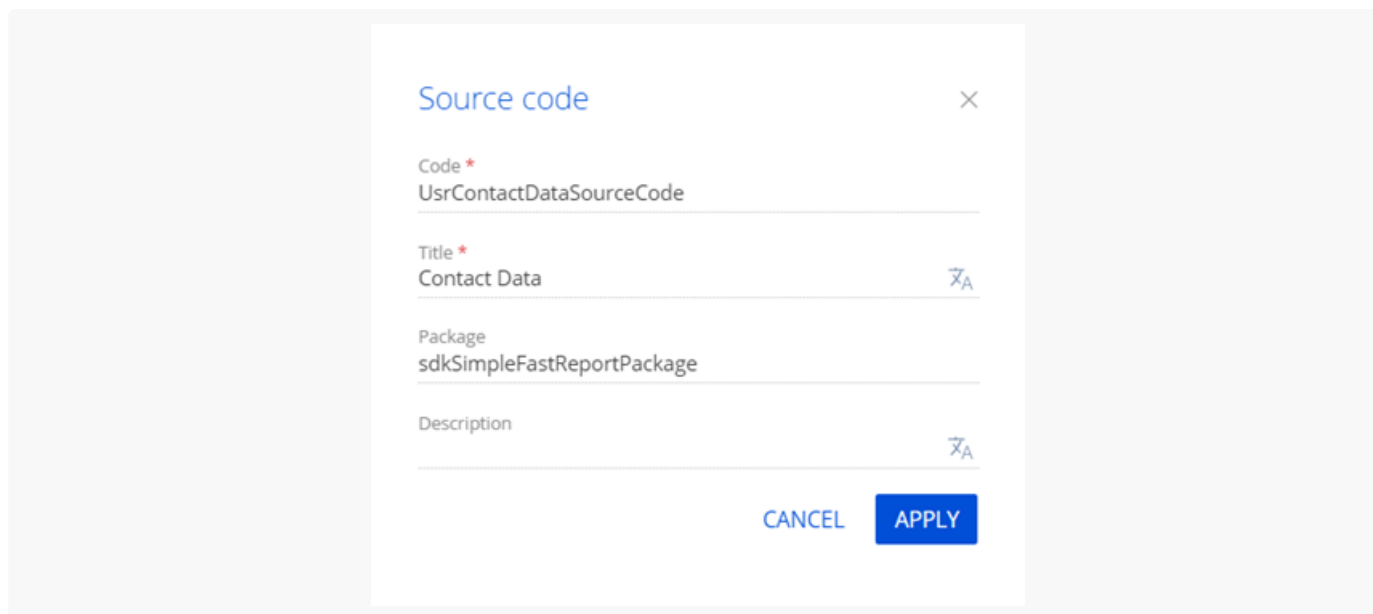 Source code
Code *
UsrContactDataSourceCode
Title *
Contact Data
Package
sdkSimpleFastReportPackage
Description
CANCEL APPLY